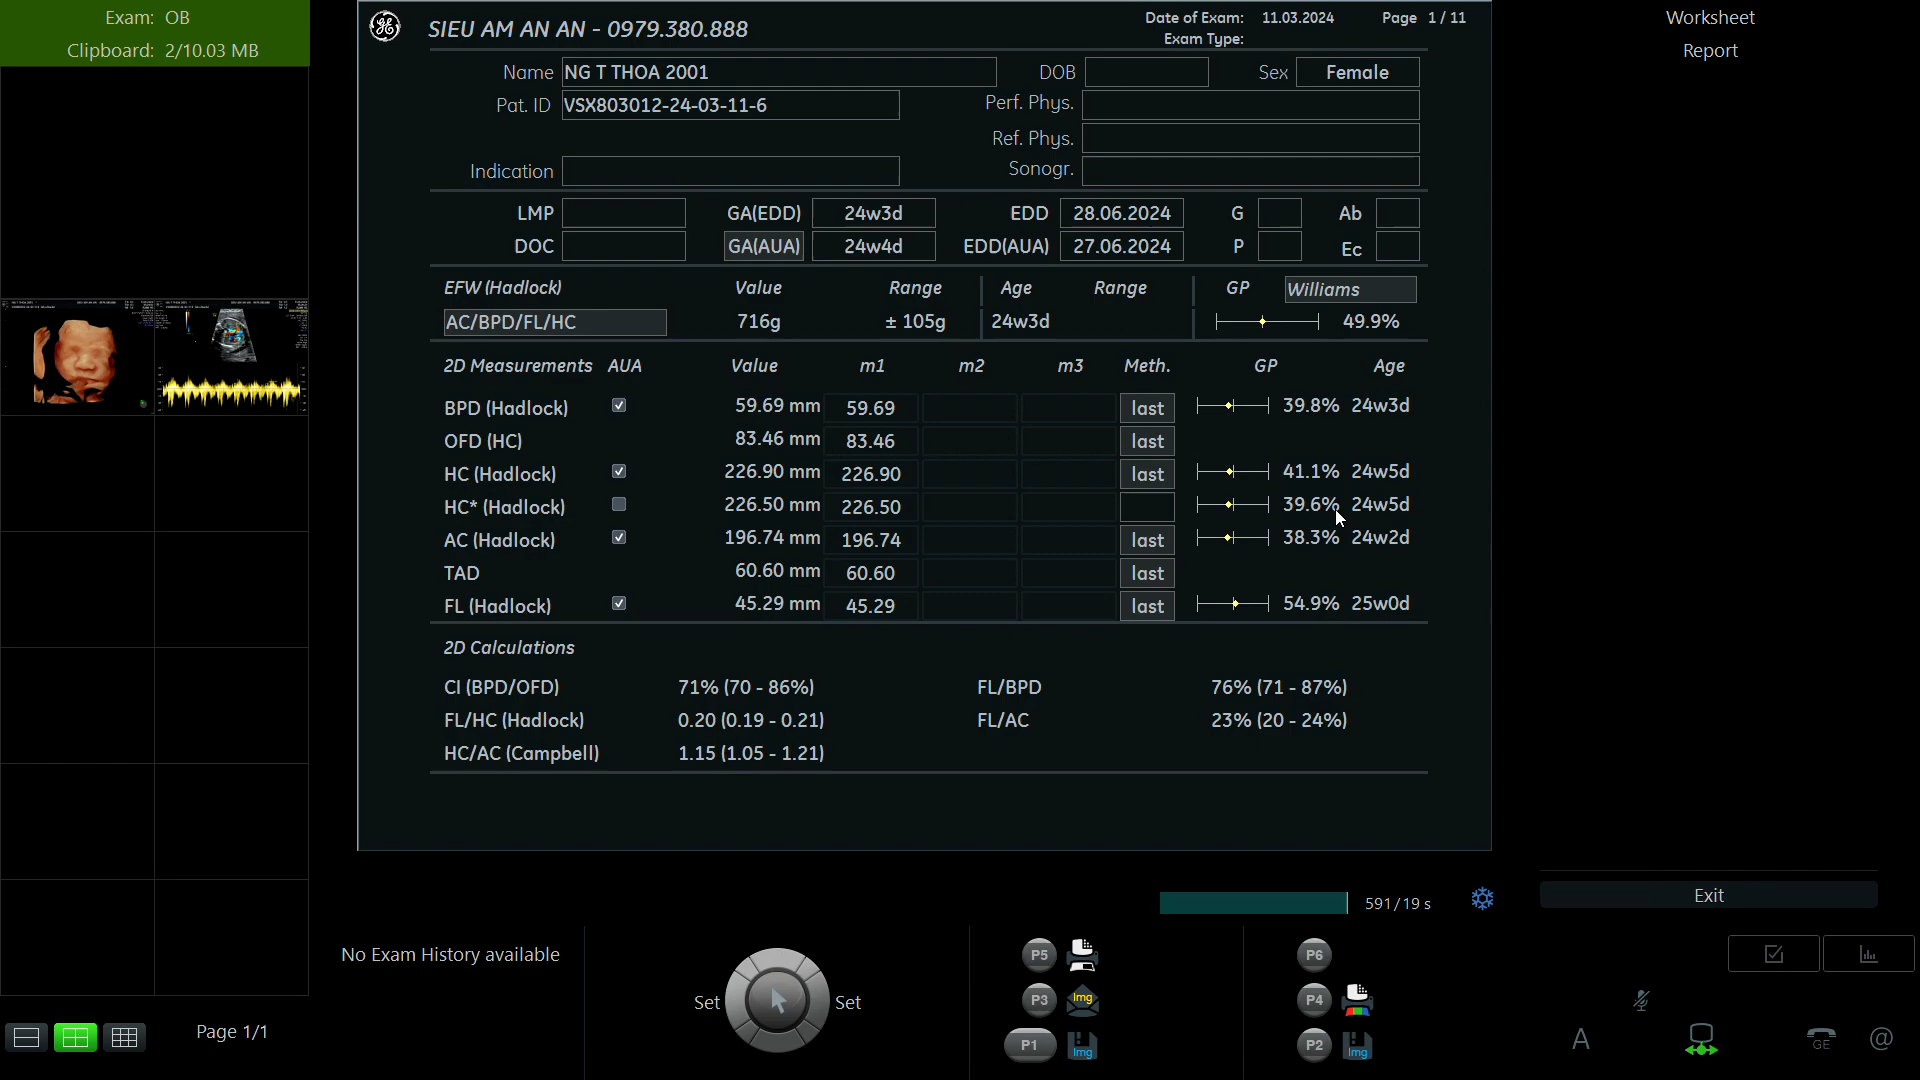 Exam: OB
Clipboard: 2/10.03 MB
SIEU AM AN AN - 0979.380.888
Date of Exam: 11.03.2024 Page 1 / 11
Exam Type:
Name NG T THOA 2001 DOB Sex Female
Pat. ID VSX803012-24-03-11-6 Perf. Phys.
Ref. Phys.
Indication Sonogr.
LMP GA(EDD) 24w3d EDD 28.06.2024 G Ab
DOC GA(AUA) 24w4d EDD(AUA) 27.06.2024 P Ec
EFW (Hadlock) Value Range Age Range GP Williams
AC/BPD/FL/HC 716g ± 105g 24w3d 49.9%
2D Measurements AUA Value m1 m2 m3 Meth. GP Age
BPD (Hadlock) 59.69 mm 59.69 last 39.8% 24w3d
OFD (HC) 83.46 mm 83.46 last
HC (Hadlock) 226.90 mm 226.90 last 41.1% 24w5d
HC* (Hadlock) 226.50 mm 226.50 39.6% 24w5d
AC (Hadlock) 196.74 mm 196.74 last 38.3% 24w2d
TAD 60.60 mm 60.60 last
FL (Hadlock) 45.29 mm 45.29 last 54.9% 25w0d
2D Calculations
CI (BPD/OFD) 71% (70 - 86%) FL/BPD 76% (71 - 87%)
FL/HC (Hadlock) 0.20 (0.19 - 0.21) FL/AC 23% (20 - 24%)
HC/AC (Campbell) 1.15 (1.05 - 1.21)
Worksheet
Report
591/19 s
Exit
No Exam History available
Set Set
P5
P3 Img
P1 Img
P6
P4
P2 Img
A GE @
Page 1/1